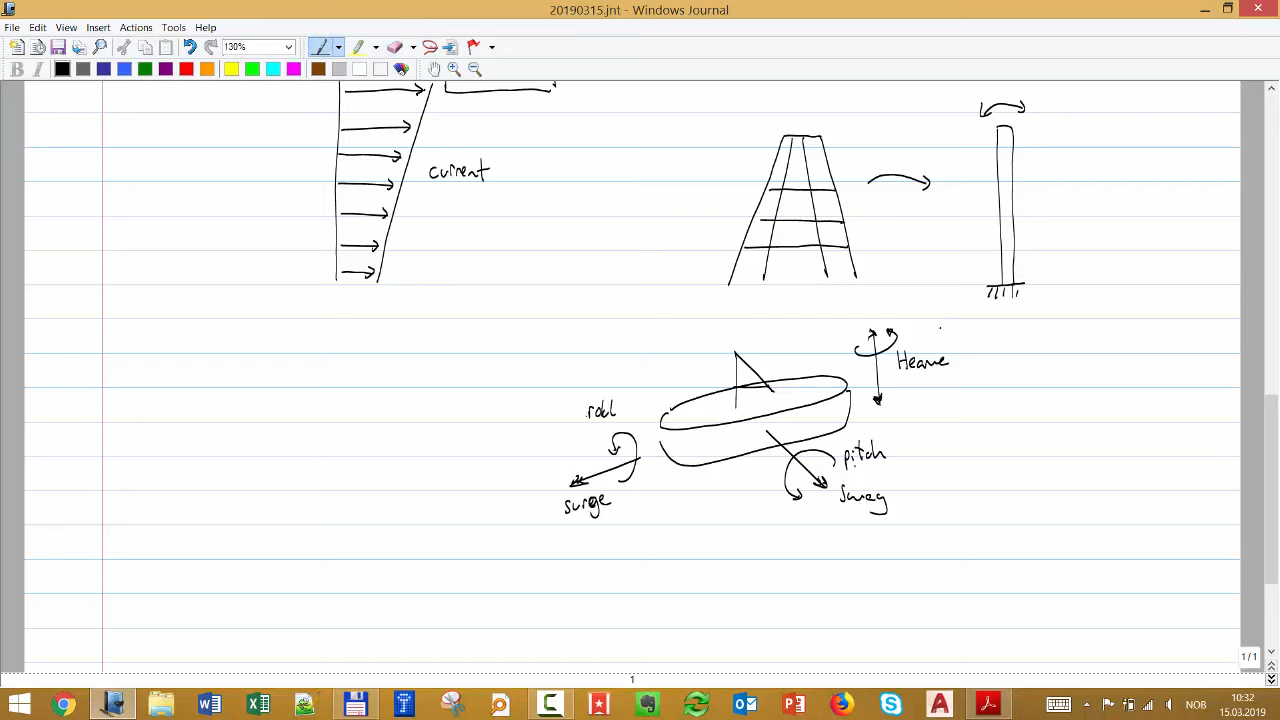 20190315.jnt - Windows Journal
File Edit View Insert Actions Tools Help
130%
current
Heave
roll
pitch
surge
sway
1 / 1
1
10:32
NOB
15.03.2019